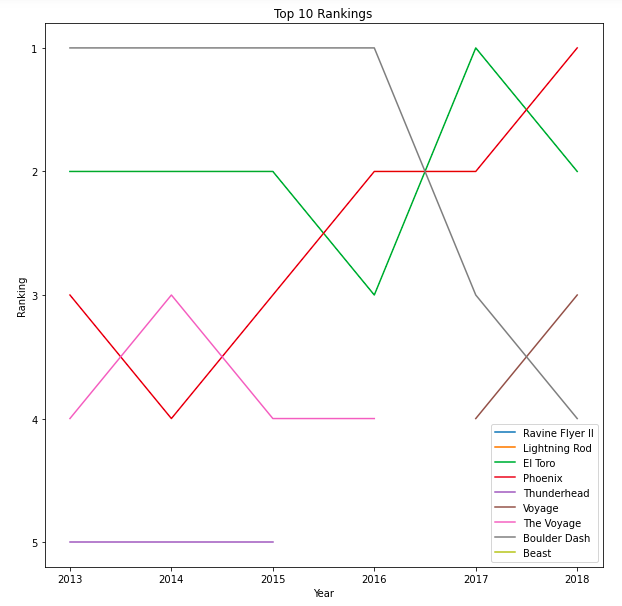 Top 10 Rankings
Ranking
1
2
3
4
5
2013 2014 2015 2016 2017 2018
Year
Ravine Flyer II
Lightning Rod
El Toro
Phoenix
Thunderhead
Voyage
The Voyage
Boulder Dash
Beast